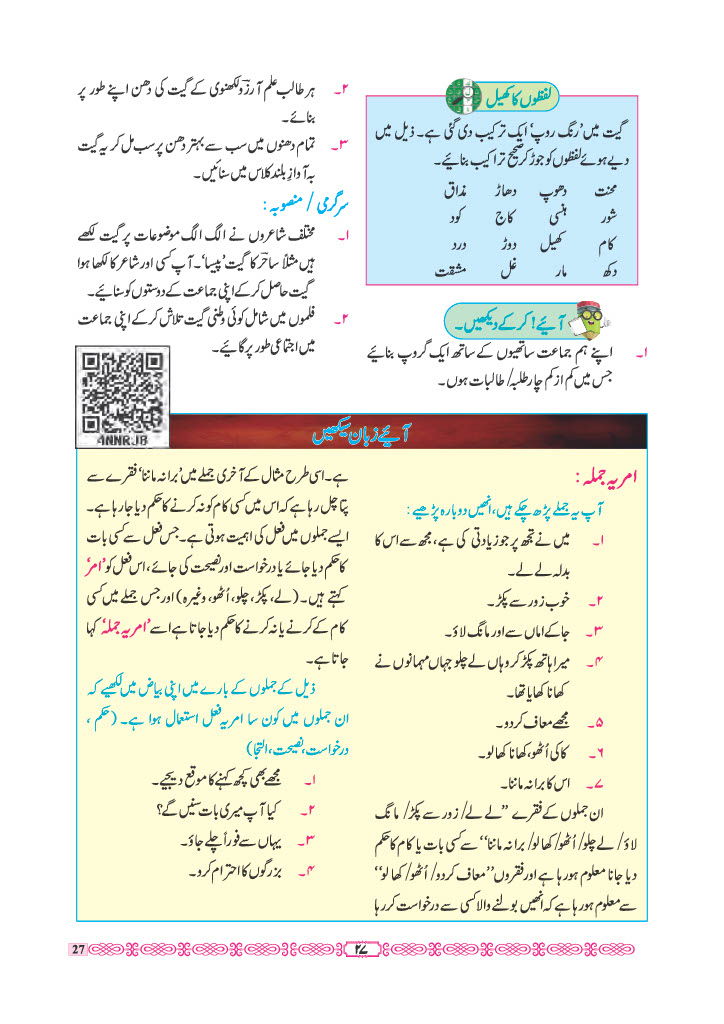 لفظوں کا کھیل
گیت میں ’رنگ روپ‘ ایک ترکیب دی گئی ہے۔ ذیل میں
دیے ہوئے لفظوں کو جوڑ کر صحیح تراکیب بنائیے۔
محنت دھوپ دھاڑ مذاق
شور ہنسی کاج کود
کام کھیل دوڑ درد
دکھ مار غل مشقت
آئیے! کر کے دیکھیں۔
۱۔ اپنے ہم جماعت ساتھیوں کے ساتھ ایک گروپ بنائیے
جس میں کم از کم چار طلبہ/ طالبات ہوں۔
۲۔ ہر طالب علم آرزوؔ لکھنوی کے گیت کی دھن اپنے طور پر
بنائے۔
۳۔ تمام دھنوں میں سب سے بہتر دھن پر سب مل کر یہ گیت
بہ آوازِ بلند کلاس میں سنائیں۔
سرگرمی / منصوبہ :
۱۔ مختلف شاعروں نے الگ الگ موضوعات پر گیت لکھے
ہیں مثلاً ساحرؔ کا گیت ’پیسا‘۔ آپ کسی اور شاعر کا لکھا ہوا
گیت حاصل کر کے اپنی جماعت کے دوستوں کو سنائیے۔
۲۔ فلموں میں شامل کوئی وطنی گیت تلاش کر کے اپنی جماعت
میں اجتماعی طور پر گائیے۔
4NNRJ8
آئیے زبان سیکھیں
امریہ جملہ :
آپ یہ جملے پڑھ چکے ہیں، انھیں دوبارہ پڑھیے :
۱۔ میں نے تجھ پر جو زیادتی کی ہے، مجھ سے اس کا
بدلہ لے لے۔
۲۔ خوب زور سے پکڑ۔
۳۔ جا کے اماں سے اور مانگ لاؤ۔
۴۔ میرا ہاتھ پکڑ کر وہاں لے چلو جہاں مہمانوں نے
کھانا کھایا تھا۔
۵۔ مجھے معاف کر دو۔
۶۔ کاکی اُٹھو، کھانا کھا لو۔
۷۔ اس کا برا نہ ماننا۔
ان جملوں کے فقرے ”لے لے/ زور سے پکڑ/ مانگ
لاؤ/ لے چلو/ اُٹھو/ کھا لو/ برا نہ ماننا“ سے کسی بات یا کام کا حکم
دیا جانا معلوم ہو رہا ہے اور فقروں ”معاف کر دو/ اُٹھو/ کھا لو“
سے معلوم ہو رہا ہے کہ انھیں بولنے والا کسی سے درخواست کر رہا
ہے۔ اسی طرح مثال کے آخری جملے میں ’برا نہ ماننا‘ فقرے سے
پتا چل رہا ہے کہ اس میں کسی کام کو نہ کرنے کا حکم دیا جا رہا ہے۔
ایسے جملوں میں فعل کی اہمیت ہوتی ہے۔ جس فعل سے کسی بات
کا حکم دیا جائے یا درخواست اور نصیحت کی جائے، اس فعل کو ’امر‘
کہتے ہیں۔ (لے، پکڑ، چلو، اُٹھو، وغیرہ) اور جس جملے میں کسی
کام کے کرنے یا نہ کرنے کا حکم دیا جاتا ہے اسے ’امریہ جملہ‘ کہا
جاتا ہے۔
ذیل کے جملوں کے بارے میں اپنی بیاض میں لکھیے کہ
ان جملوں میں کون سا امریہ فعل استعمال ہوا ہے۔ (حکم ،
درخواست، نصیحت، التجا)
۱۔ مجھے بھی کچھ کہنے کا موقع دیجیے۔
۲۔ کیا آپ میری بات سنیں گے؟
۳۔ یہاں سے فوراً چلے جاؤ۔
۴۔ بزرگوں کا احترام کرو۔
27
۲۷